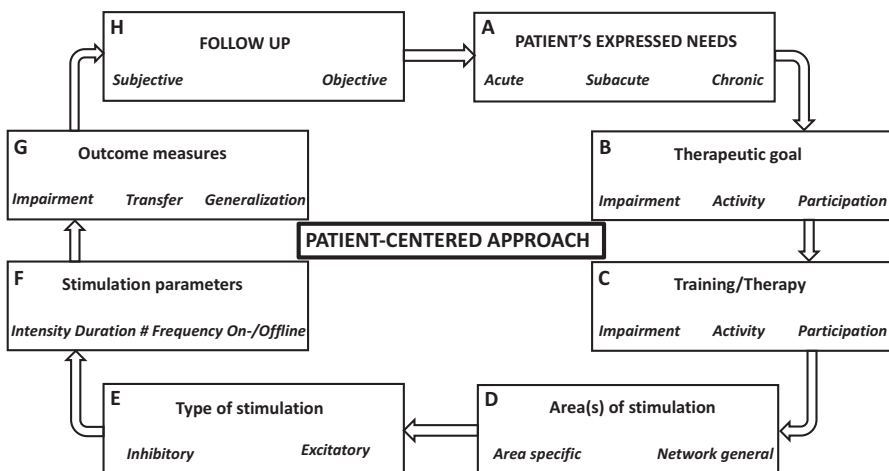 H
FOLLOW UP
Subjective Objective
A
PATIENT'S EXPRESSED NEEDS
Acute Subacute Chronic
G
Outcome measures
Impairment Transfer Generalization
B
Therapeutic goal
Impairment Activity Participation
PATIENT-CENTERED APPROACH
F
Stimulation parameters
Intensity Duration # Frequency On-/Offline
C
Training/Therapy
Impairment Activity Participation
E
Type of stimulation
Inhibitory Excitatory
D
Area(s) of stimulation
Area specific Network general